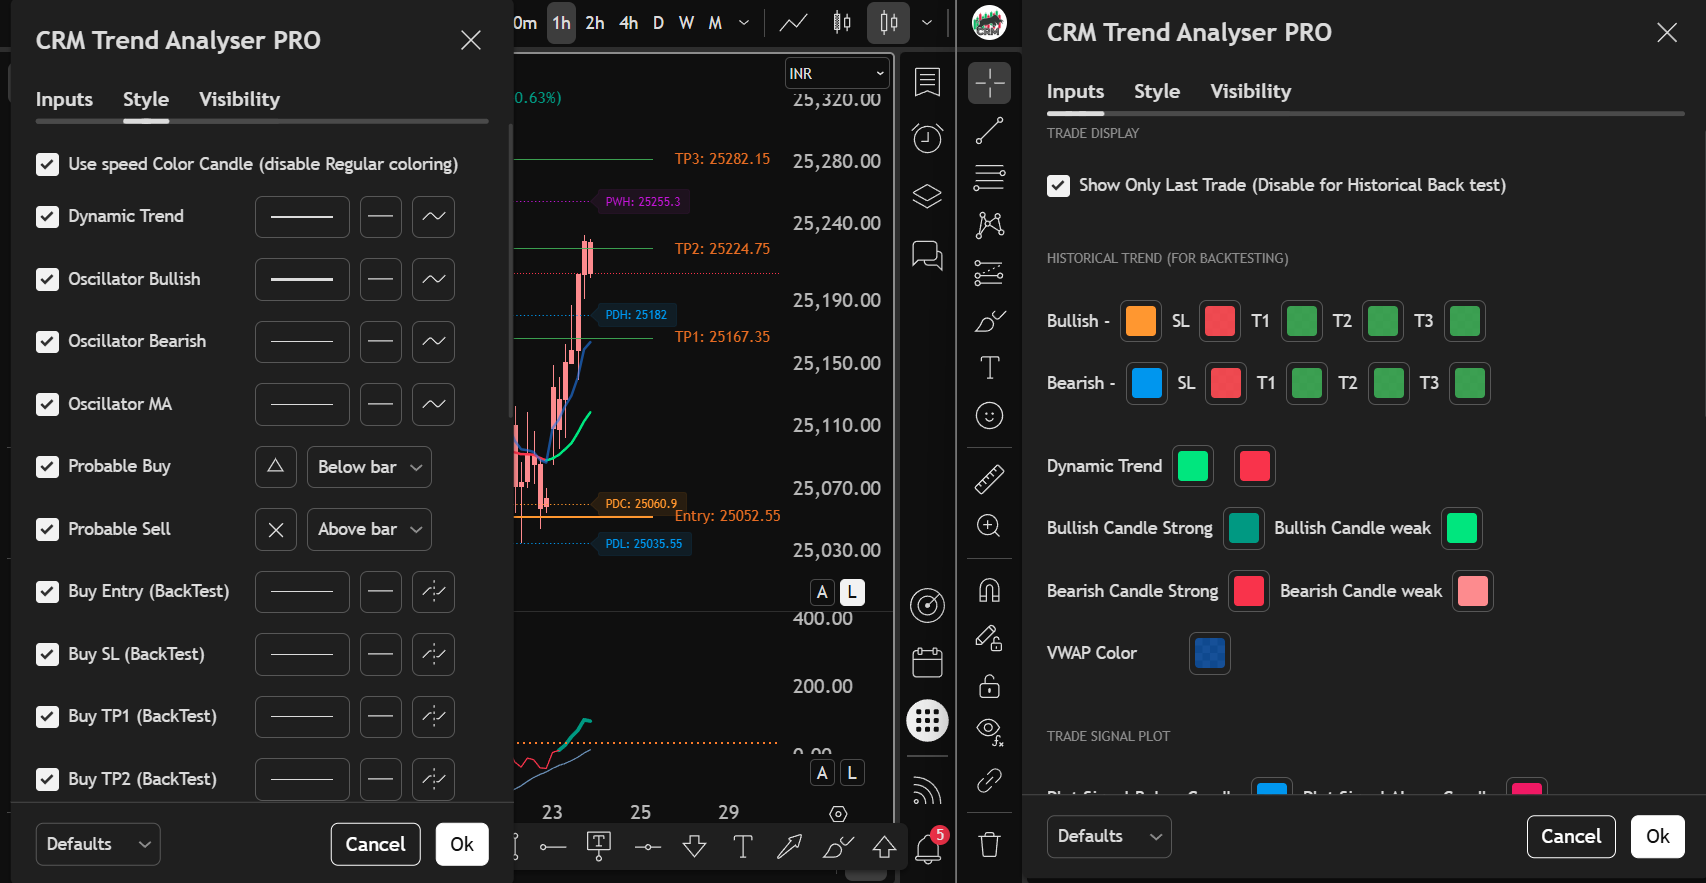 CRM Trend Analyser PRO
Inputs Style Visibility
Use speed Color Candle (disable Regular coloring)
Dynamic Trend
Oscillator Bullish
Oscillator Bearish
Oscillator MA
Probable Buy Below bar
Probable Sell Above bar
Buy Entry (BackTest)
Buy SL (BackTest)
Buy TP1 (BackTest)
Buy TP2 (BackTest)
Defaults Cancel Ok
0m 1h 2h 4h D W M
INR
0.63%)
25,320.00
TP3: 25282.15
25,280.00
PWH: 25255.3
25,240.00
TP2: 25224.75
25,190.00
PDH: 25182
TP1: 25167.35
25,150.00
25,110.00
25,070.00
PDC: 25060.9
Entry: 25052.55
PDL: 25035.55
25,030.00
A L
400.00
200.00
0.00
A L
23 25 29
T
T
CRM
T
fx
5
CRM Trend Analyser PRO
Inputs Style Visibility
TRADE DISPLAY
Show Only Last Trade (Disable for Historical Back test)
HISTORICAL TREND (FOR BACKTESTING)
Bullish - SL T1 T2 T3
Bearish - SL T1 T2 T3
Dynamic Trend
Bullish Candle Strong Bullish Candle weak
Bearish Candle Strong Bearish Candle weak
VWAP Color
TRADE SIGNAL PLOT
Defaults Cancel Ok